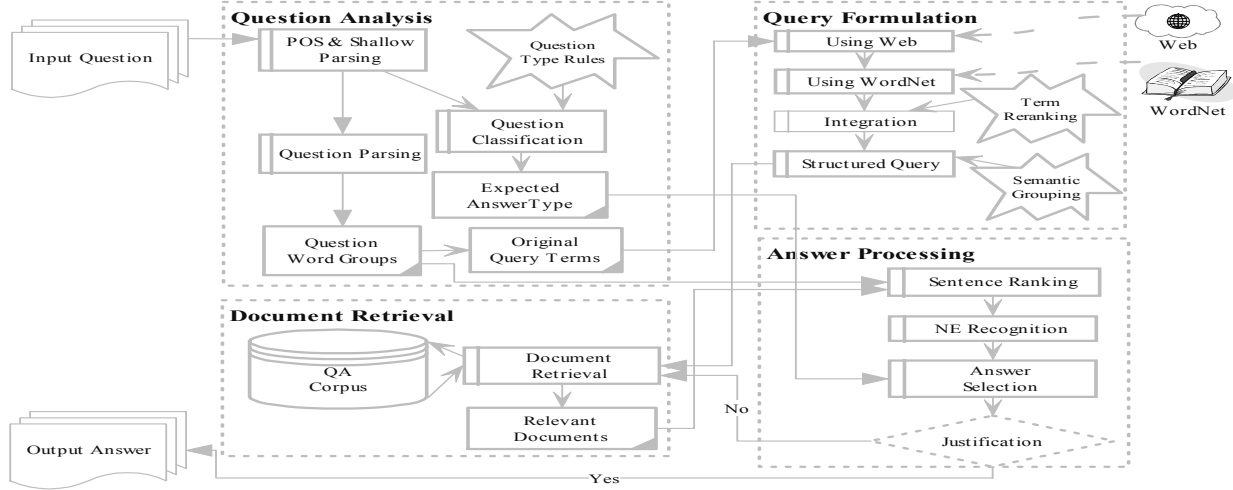 Question Analysis
POS & Shallow
Parsing
Question
Type Rules
Input Question
Question
Classification
Question Parsing
Expected
AnswerType
Question
Word Groups
Original
Query Terms
Query Formulation
Using Web
Using WordNet
Integration
Structured Query
Term
Reranking
Semantic
Grouping
Web
WordNet
Document Retrieval
QA
Corpus
Document
Retrieval
Relevant
Documents
Answer Processing
Sentence Ranking
NE Recognition
Answer
Selection
Justification
No
Yes
Output Answer